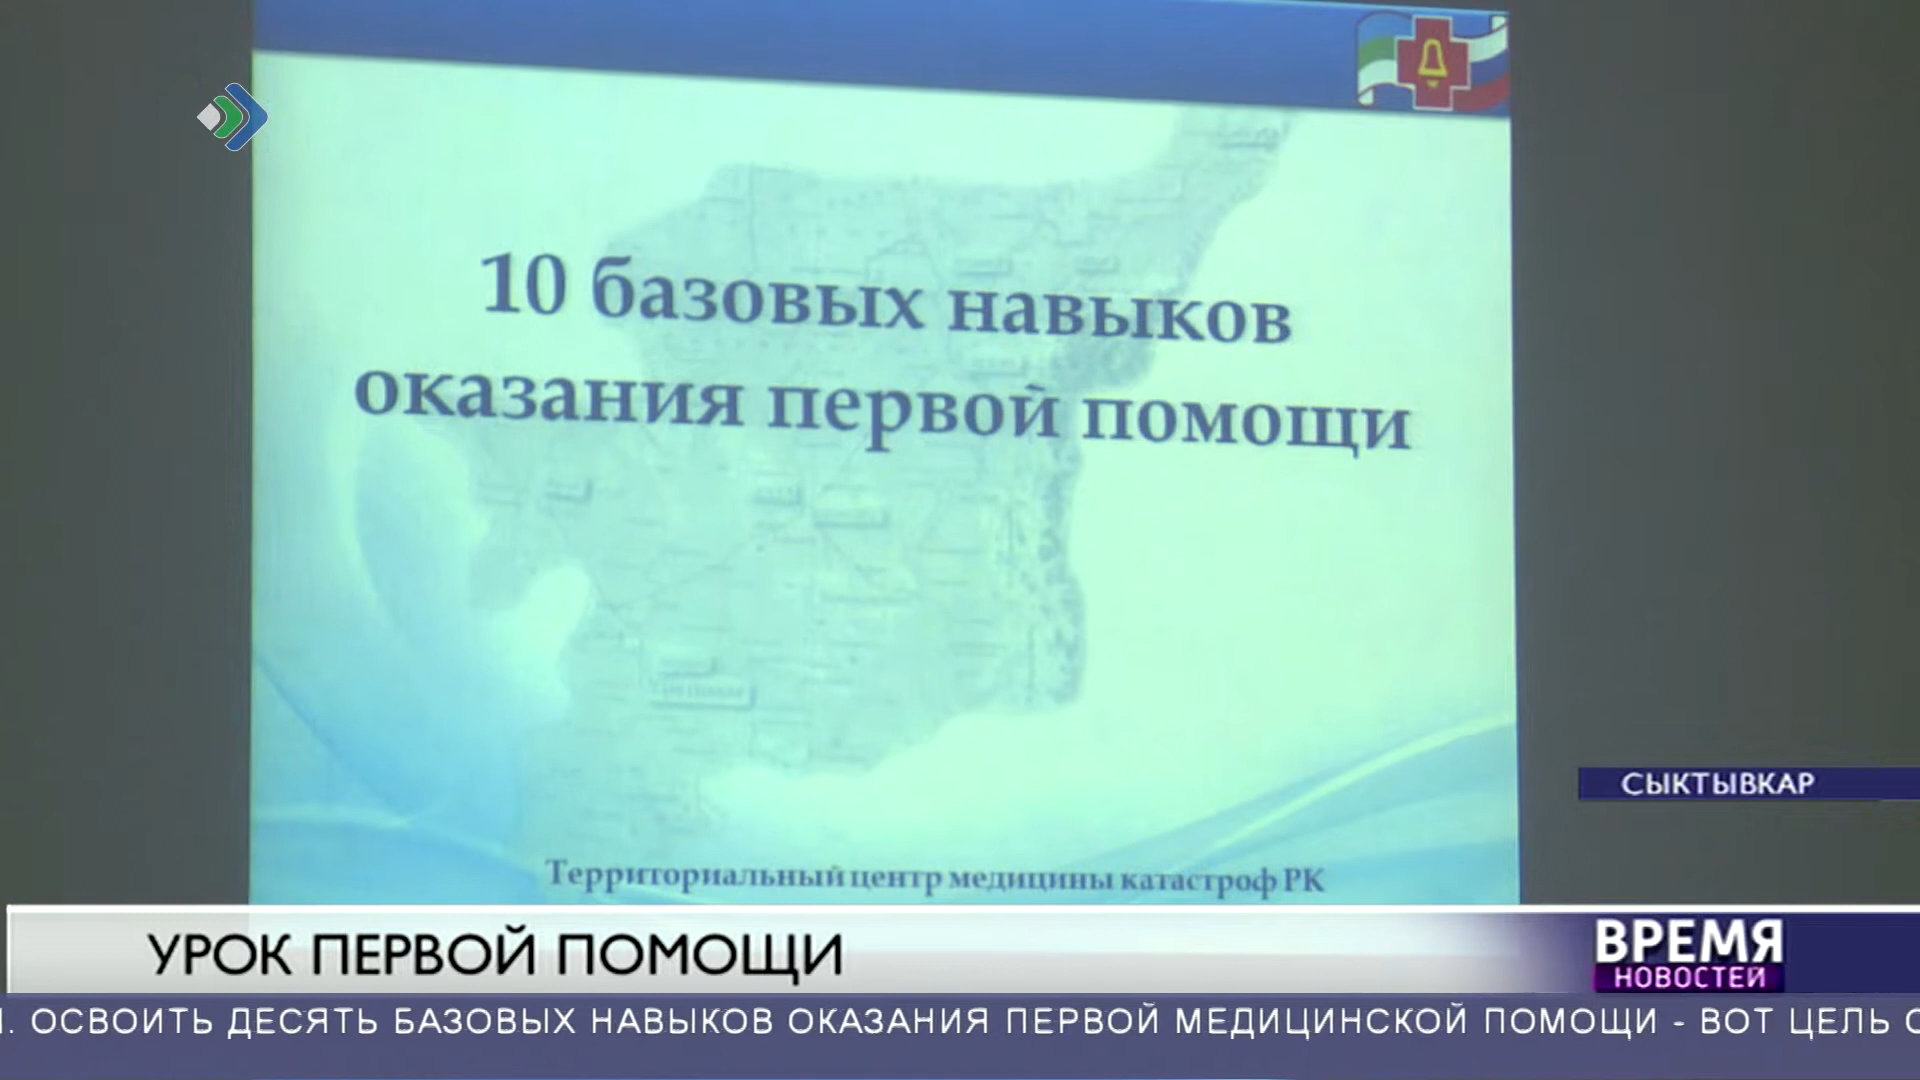 10 базовых навыков
оказания первой помощи
Территориальный центр медицины катастроф РК
СЫКТЫВКАР
УРОК ПЕРВОЙ ПОМОЩИ
ВРЕМЯ
НОВОСТЕЙ
. ОСВОИТЬ ДЕСЯТЬ БАЗОВЫХ НАВЫКОВ ОКАЗАНИЯ ПЕРВОЙ МЕДИЦИНСКОЙ ПОМОЩИ - ВОТ ЦЕЛЬ